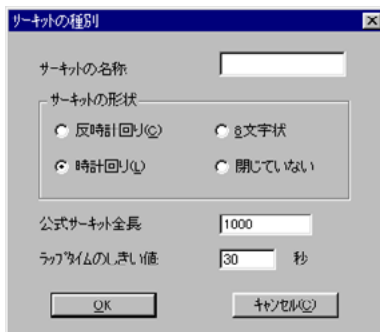 サーキットの種別
サーキットの名称:
サーキットの形状
反時計回り(C) 8文字状
時計回り(L) 閉じていない
公式サーキット全長: 1000
ラップタイムのしきい値: 30 秒
OK キャンセル(C)